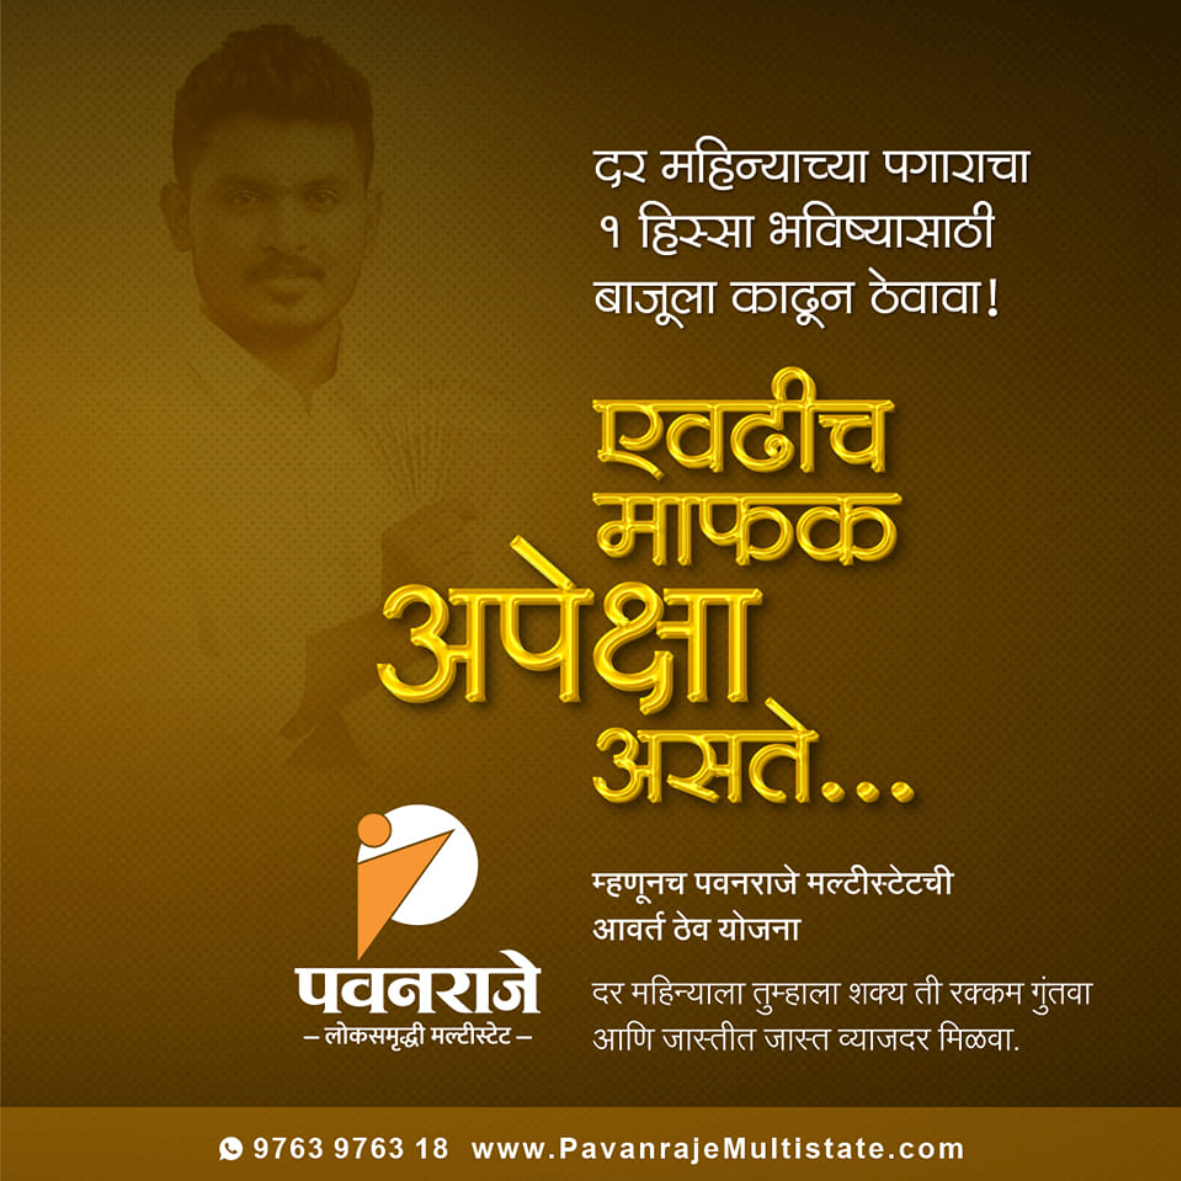 दर महिन्याच्या पगाराचा
१ हिस्सा भविष्यासाठी
बाजूला काढून ठेवावा!
एवढीच
माफक
अपेक्षा
असते...
म्हणूनच पवनराजे मल्टीस्टेटची
आवर्त ठेव योजना
दर महिन्याला तुम्हाला शक्य ती रक्कम गुंतवा
आणि जास्तीत जास्त व्याजदर मिळवा.
पवनराजे
– लोकसमृद्धी मल्टीस्टेट –
9763 9763 18 www.PavanrajeMultistate.com